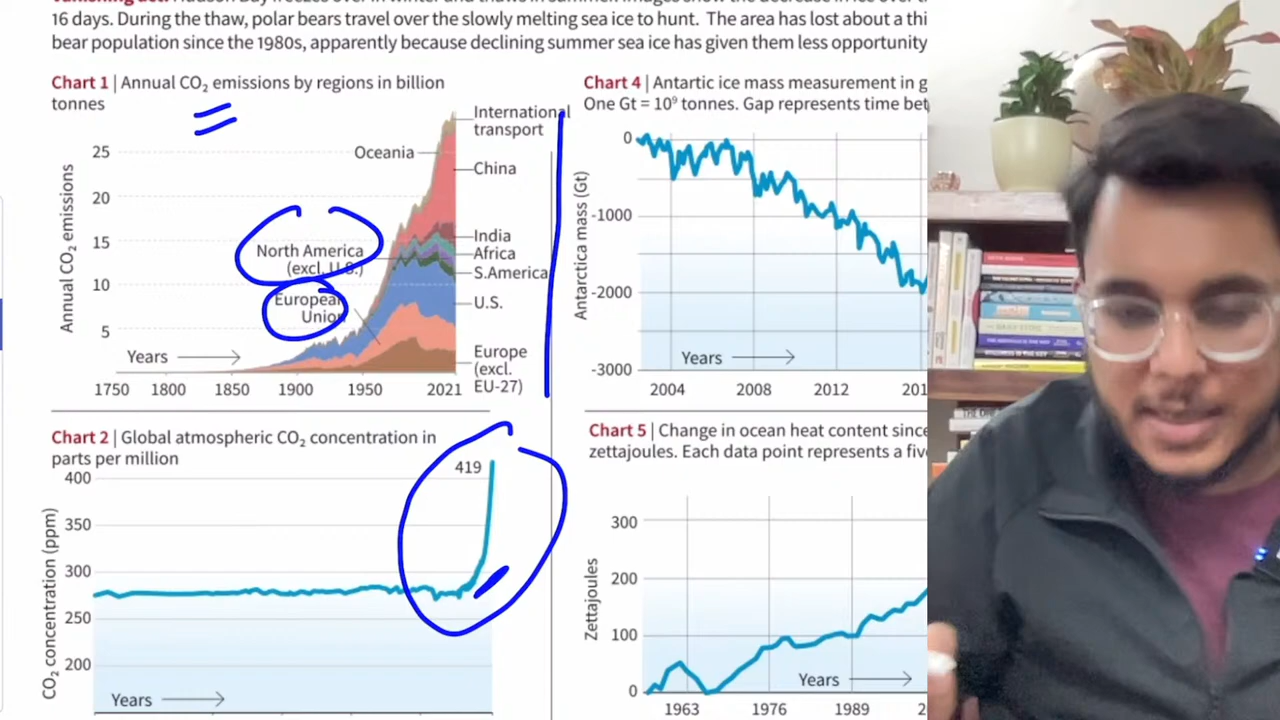 16 days. During the thaw, polar bears travel over the slowly melting sea ice to hunt. The area has lost about a thi
bear population since the 1980s, apparently because declining summer sea ice has given them less opportunity
Chart 1 | Annual CO₂ emissions by regions in billion
tonnes
Annual CO₂ emissions
25
20
15
10
5
International
transport
Oceania
China
North America
(excl. U.S.)
India
Africa
S.America
European
Union
U.S.
Europe
(excl.
EU-27)
Years
1750 1800 1850 1900 1950 2021
Chart 4 | Antartic ice mass measurement in g
One Gt = 10⁹ tonnes. Gap represents time bet
Antarctica mass (Gt)
0
-1000
-2000
-3000
Years
2004 2008 2012 201
Chart 2 | Global atmospheric CO₂ concentration in
parts per million
CO₂ concentration (ppm)
419
400
350
300
250
200
Years
Chart 5 | Change in ocean heat content since
zettajoules. Each data point represents a fiv
Zettajoules
300
200
100
0
Years
1963 1976 1989 2